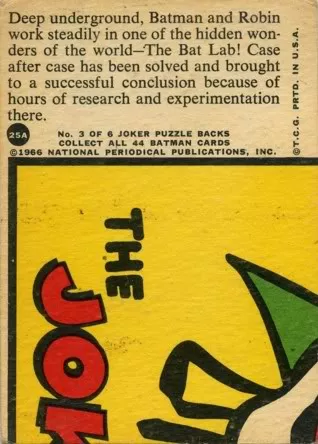 Deep underground, Batman and Robin
work steadily in one of the hidden won-
ders of the world—The Bat Lab! Case
after case has been solved and brought
to a successful conclusion because of
hours of research and experimentation
there.
25A
No. 3 OF 6 JOKER PUZZLE BACKS
COLLECT ALL 44 BATMAN CARDS
©1966 NATIONAL PERIODICAL PUBLICATIONS, INC.
©T.C.G. PRTD. IN U.S.A.
THE
JOK